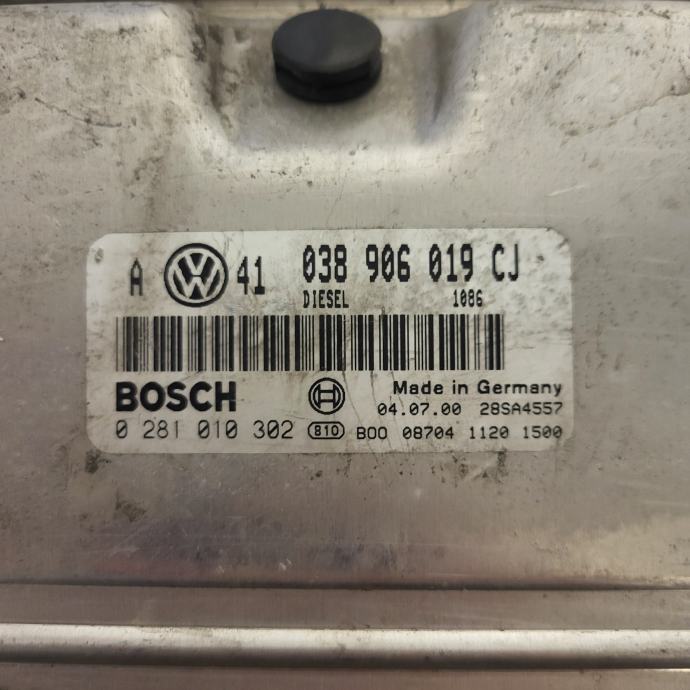 A VW 41 038 906 019 CJ
DIESEL 1086
BOSCH Made in Germany
04.07.00 28SA4557
0 281 010 302 810 B00 08704 1120 1500